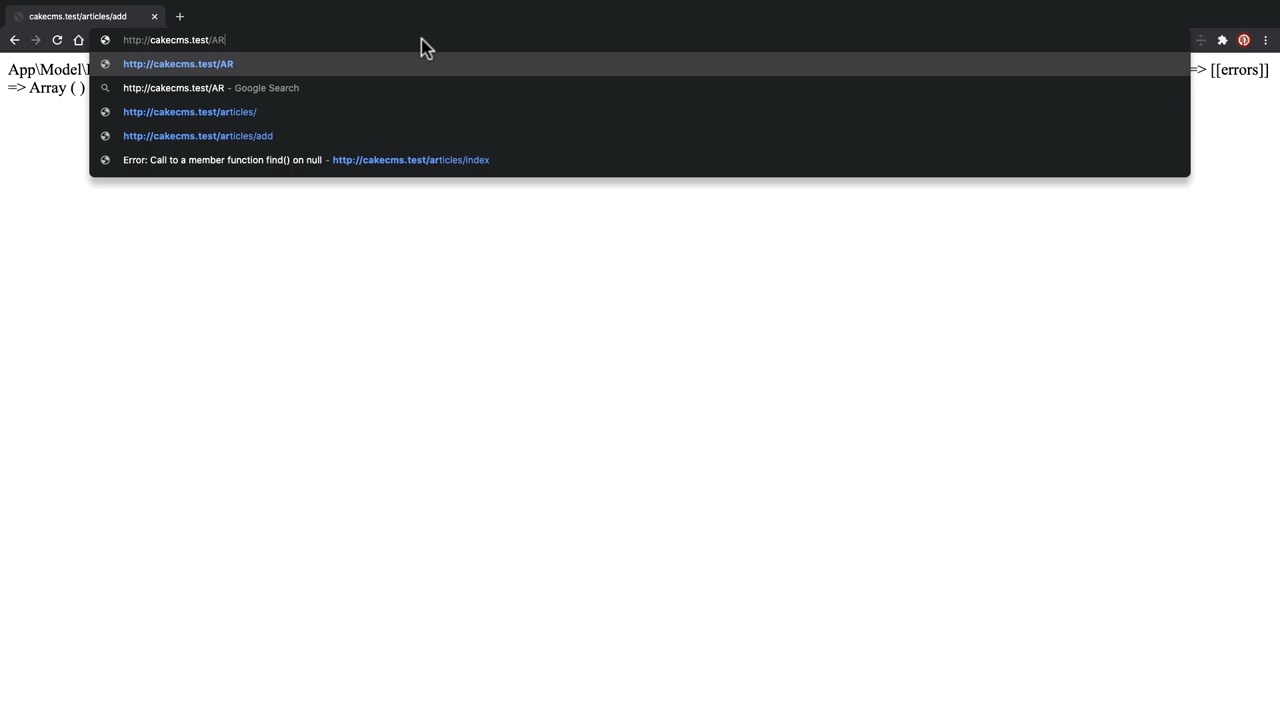 cakecms.test/articles/add
http://cakecms.test/AR
http://cakecms.test/AR
http://cakecms.test/AR - Google Search
http://cakecms.test/articles/
http://cakecms.test/articles/add
Error: Call to a member function find() on null - http://cakecms.test/articles/index
App\Model\ => [[errors]]
=> Array ( )